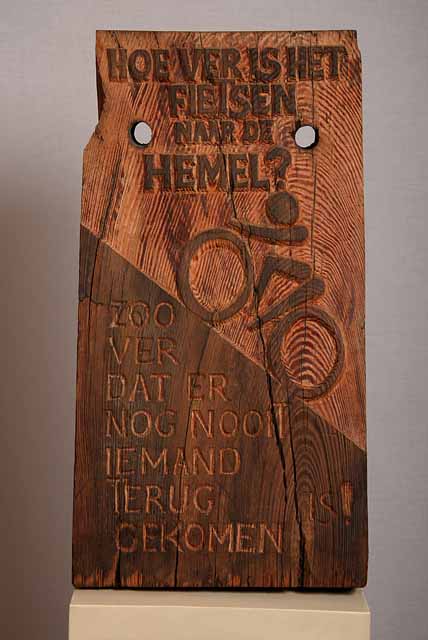 HOE VER IS HET
FIETSEN
NAAR DE
HEMEL?
ZOO
VER
DAT ER
NOG NOOIT
IEMAND
TERUG IS!
GEKOMEN